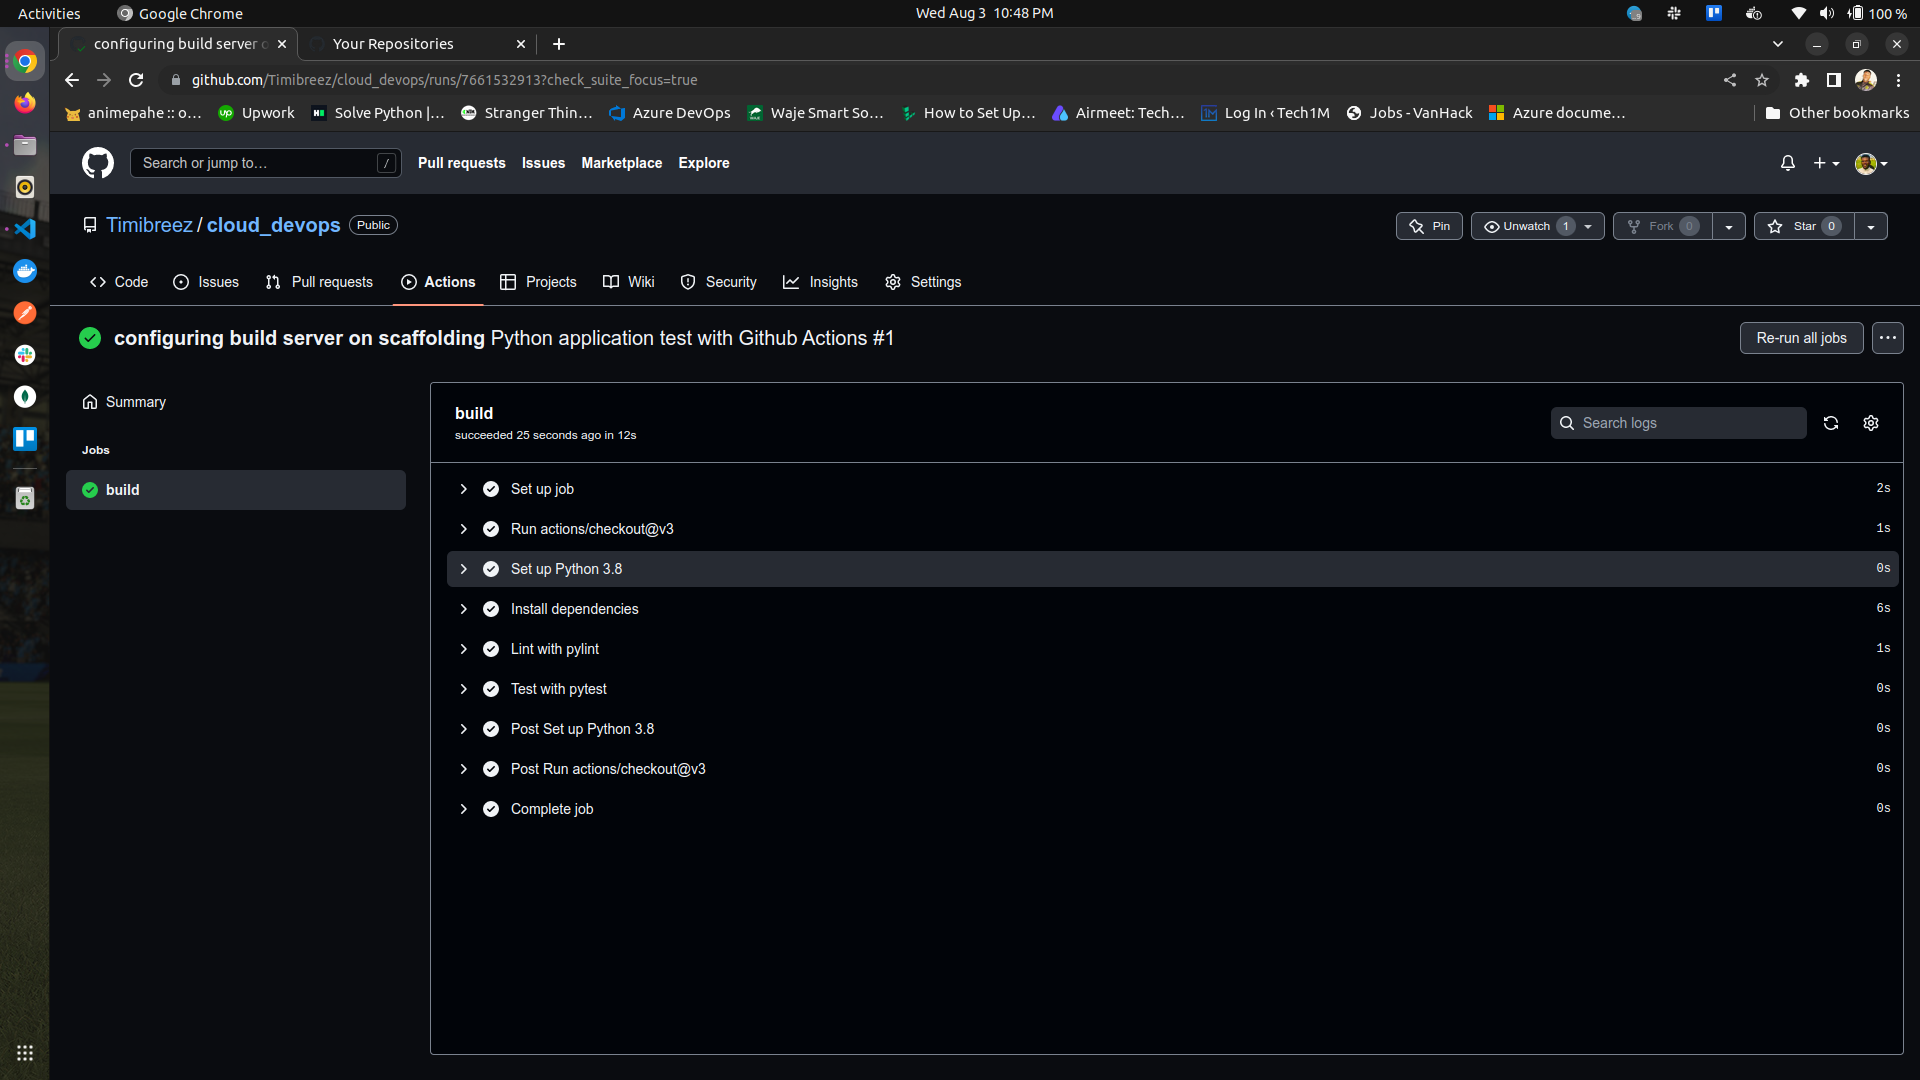 Activities
Google Chrome
Wed Aug 3 10:48 PM
100 %
configuring build server o
Your Repositories
github.com/Timibreez/cloud_devops/runs/7661532913?check_suite_focus=true
animepahe :: o…
Upwork
Solve Python |…
Stranger Thin…
Azure DevOps
Waje Smart So…
How to Set Up…
Airmeet: Tech…
Log In ‹ Tech1M
Jobs - VanHack
Azure docume…
Other bookmarks
Search or jump to…
/
Pull requests
Issues
Marketplace
Explore
Timibreez / cloud_devops
Public
Pin
Unwatch 1
Fork 0
Star 0
Code
Issues
Pull requests
Actions
Projects
Wiki
Security
Insights
Settings
configuring build server on scaffolding Python application test with Github Actions #1
Re-run all jobs
Summary
Jobs
build
build
succeeded 25 seconds ago in 12s
Search logs
Set up job 2s
Run actions/checkout@v3 1s
Set up Python 3.8 0s
Install dependencies 6s
Lint with pylint 1s
Test with pytest 0s
Post Set up Python 3.8 0s
Post Run actions/checkout@v3 0s
Complete job 0s